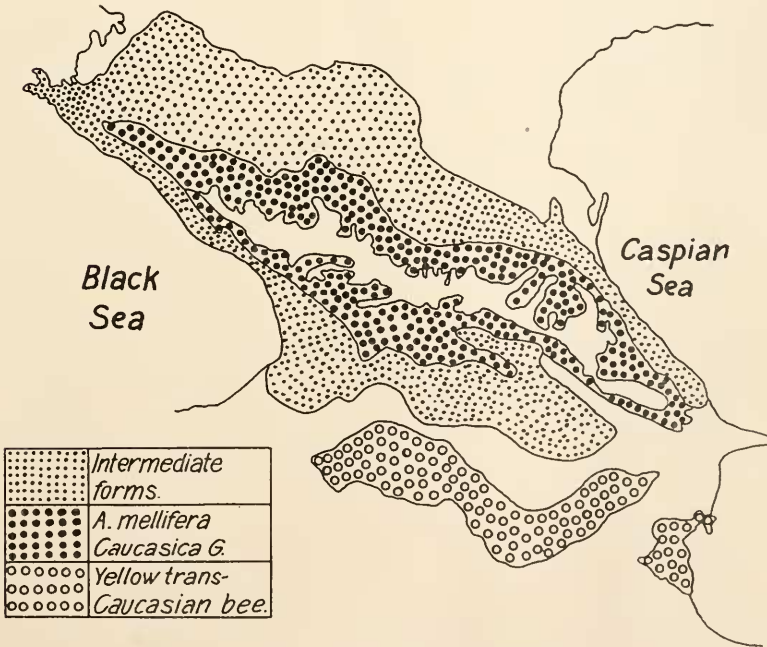 Black
Sea
Caspian
Sea
Intermediate
forms.
A. mellifera
Caucasica G.
Yellow trans-
Caucasian bee.